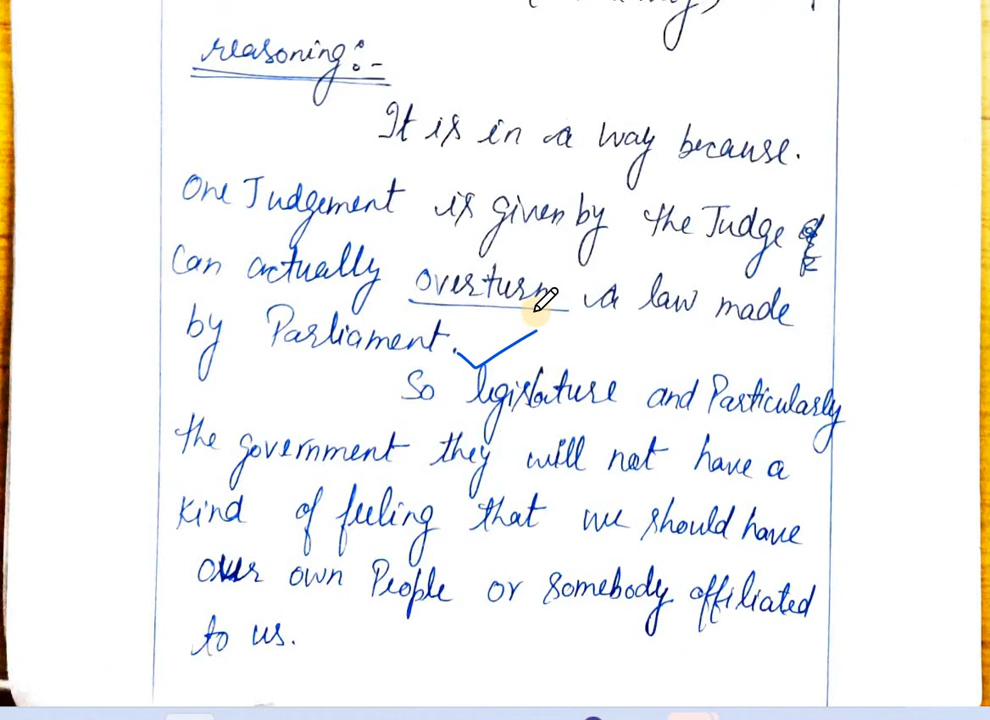 reasoning:-
It is in a way because.
One Judgement is given by the Judge
Can actually overturn a law made
by Parliament.
So legislature and Particularly
the government they will not have a
kind of feeling that we should have
our own People or somebody affiliated
to us.